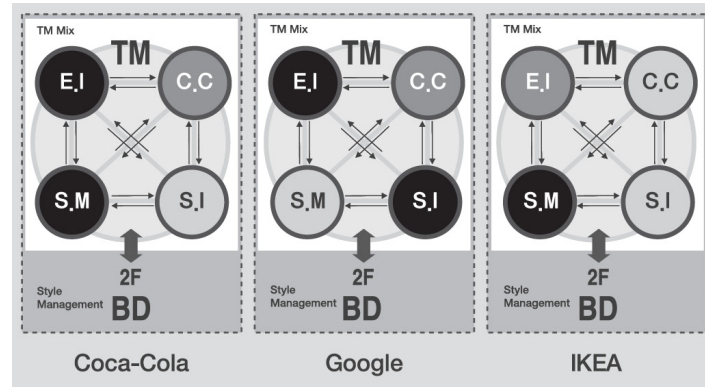 TM Mix
TM
E.I
C.C
S.M
S.I
2F
Style
Management
BD
Coca-Cola
TM Mix
TM
E.I
C.C
S.M
S.I
2F
Style
Management
BD
Google
TM Mix
TM
E.I
C.C
S.M
S.I
2F
Style
Management
BD
IKEA